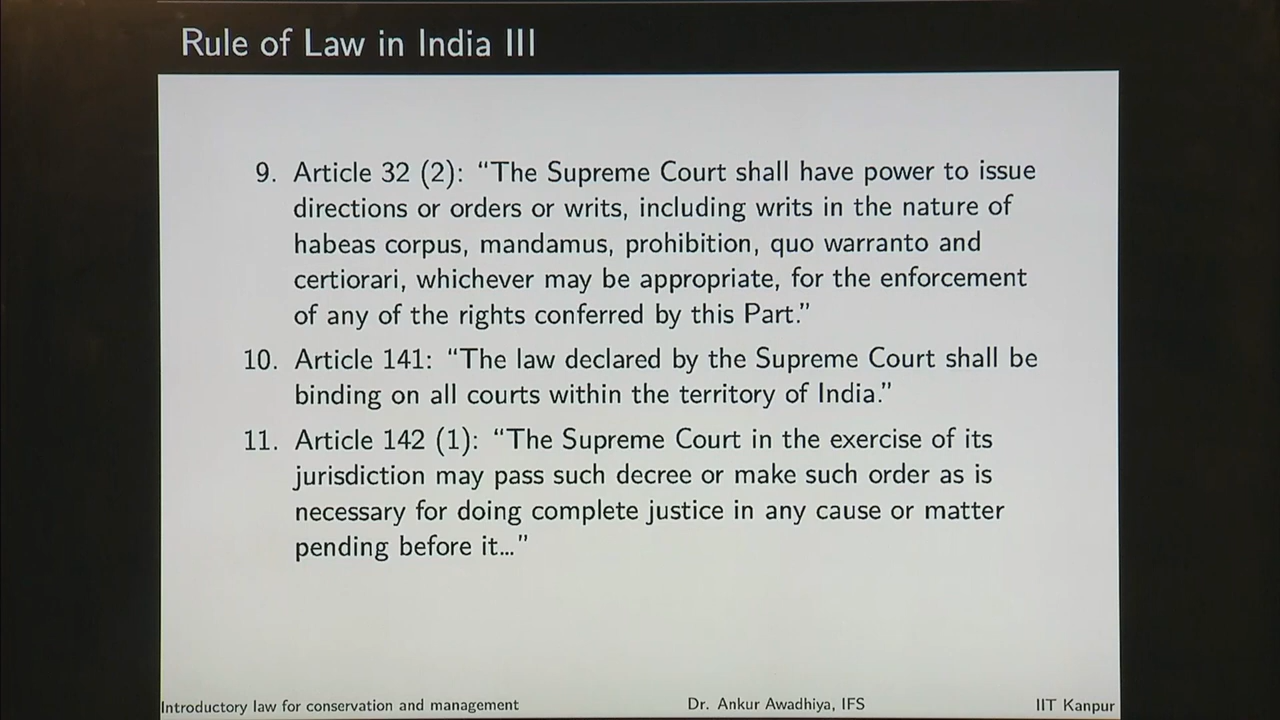 Rule of Law in India III
9. Article 32 (2): “The Supreme Court shall have power to issue
directions or orders or writs, including writs in the nature of
habeas corpus, mandamus, prohibition, quo warranto and
certiorari, whichever may be appropriate, for the enforcement
of any of the rights conferred by this Part.”
10. Article 141: “The law declared by the Supreme Court shall be
binding on all courts within the territory of India.”
11. Article 142 (1): “The Supreme Court in the exercise of its
jurisdiction may pass such decree or make such order as is
necessary for doing complete justice in any cause or matter
pending before it...”
Introductory law for conservation and management Dr. Ankur Awadhiya, IFS IIT Kanpur